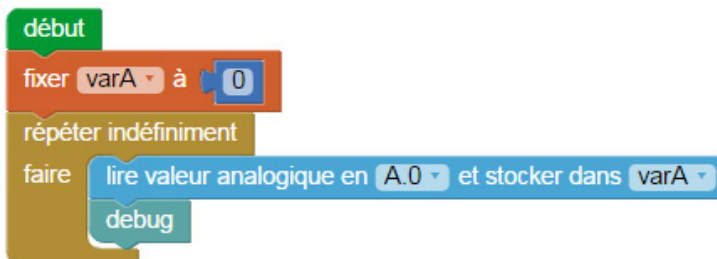 début
fixer varA à 0
répéter indéfiniment
faire lire valeur analogique en A.0 et stocker dans varA
debug